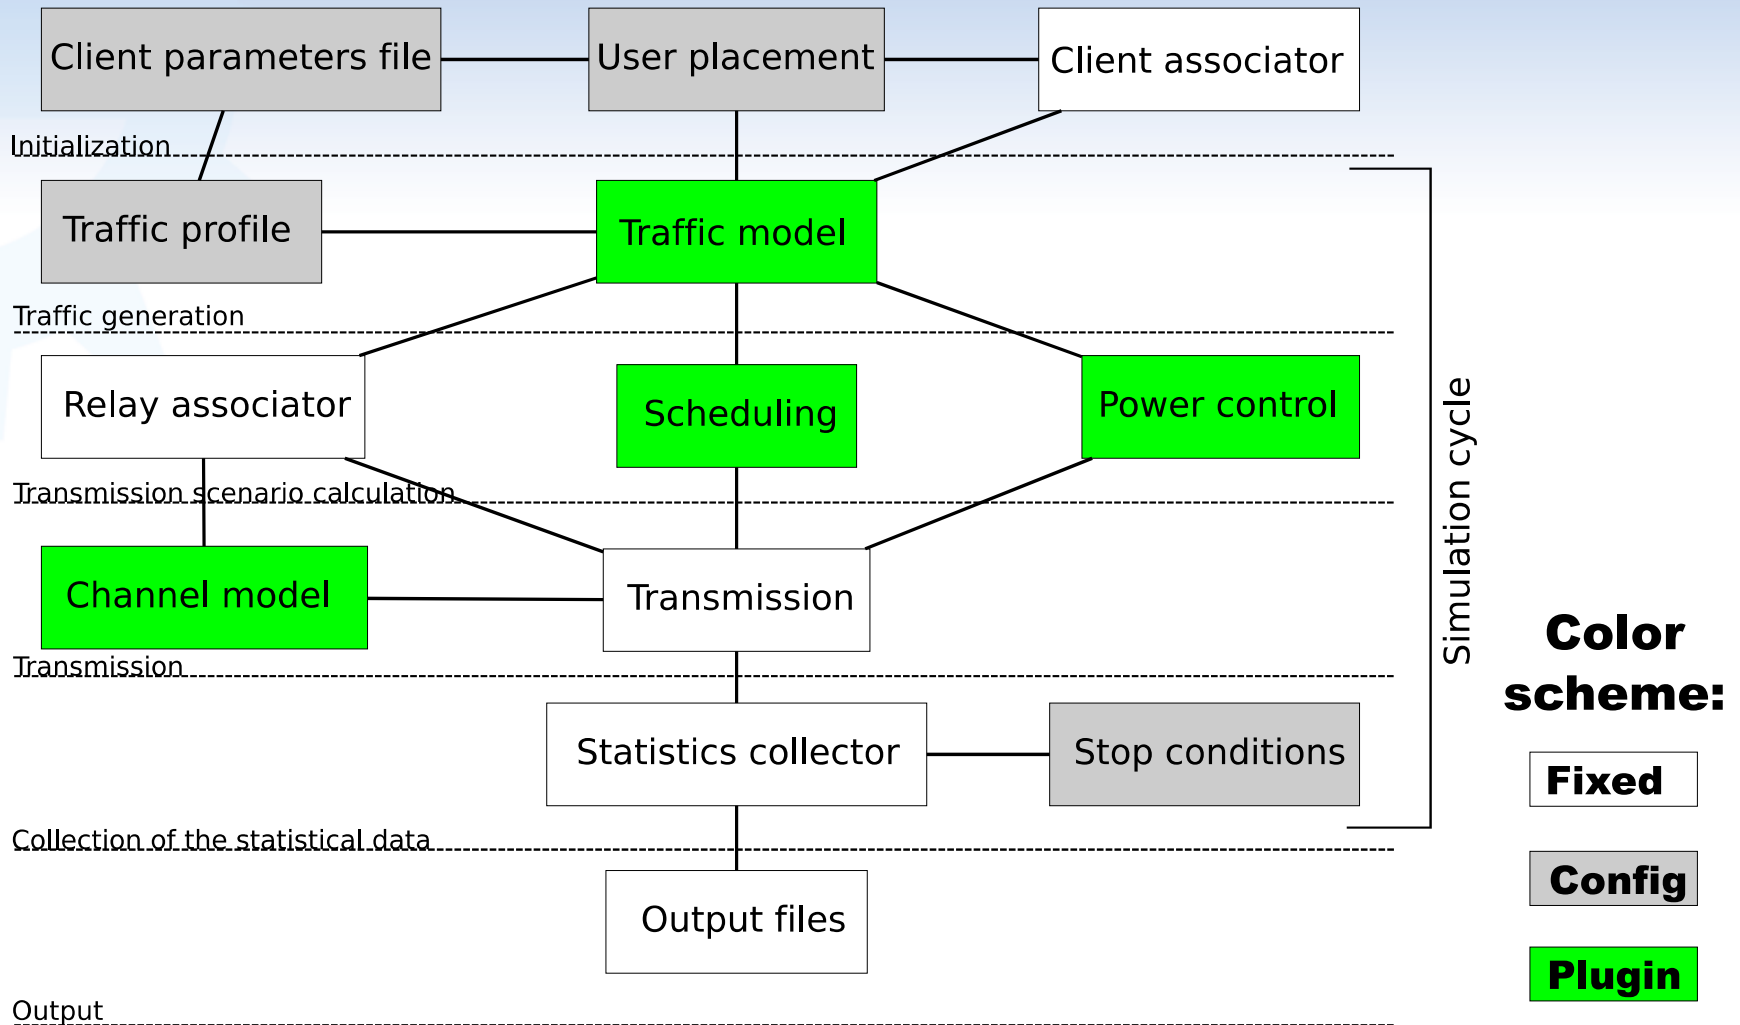 Client parameters file
User placement
Client associator
Initialization
Traffic profile
Traffic model
Traffic generation
Relay associator
Scheduling
Power control
Transmission scenario calculation
Channel model
Transmission
Transmission
Statistics collector
Stop conditions
Collection of the statistical data
Output files
Output
Simulation cycle
Color
scheme:
Fixed
Config
Plugin